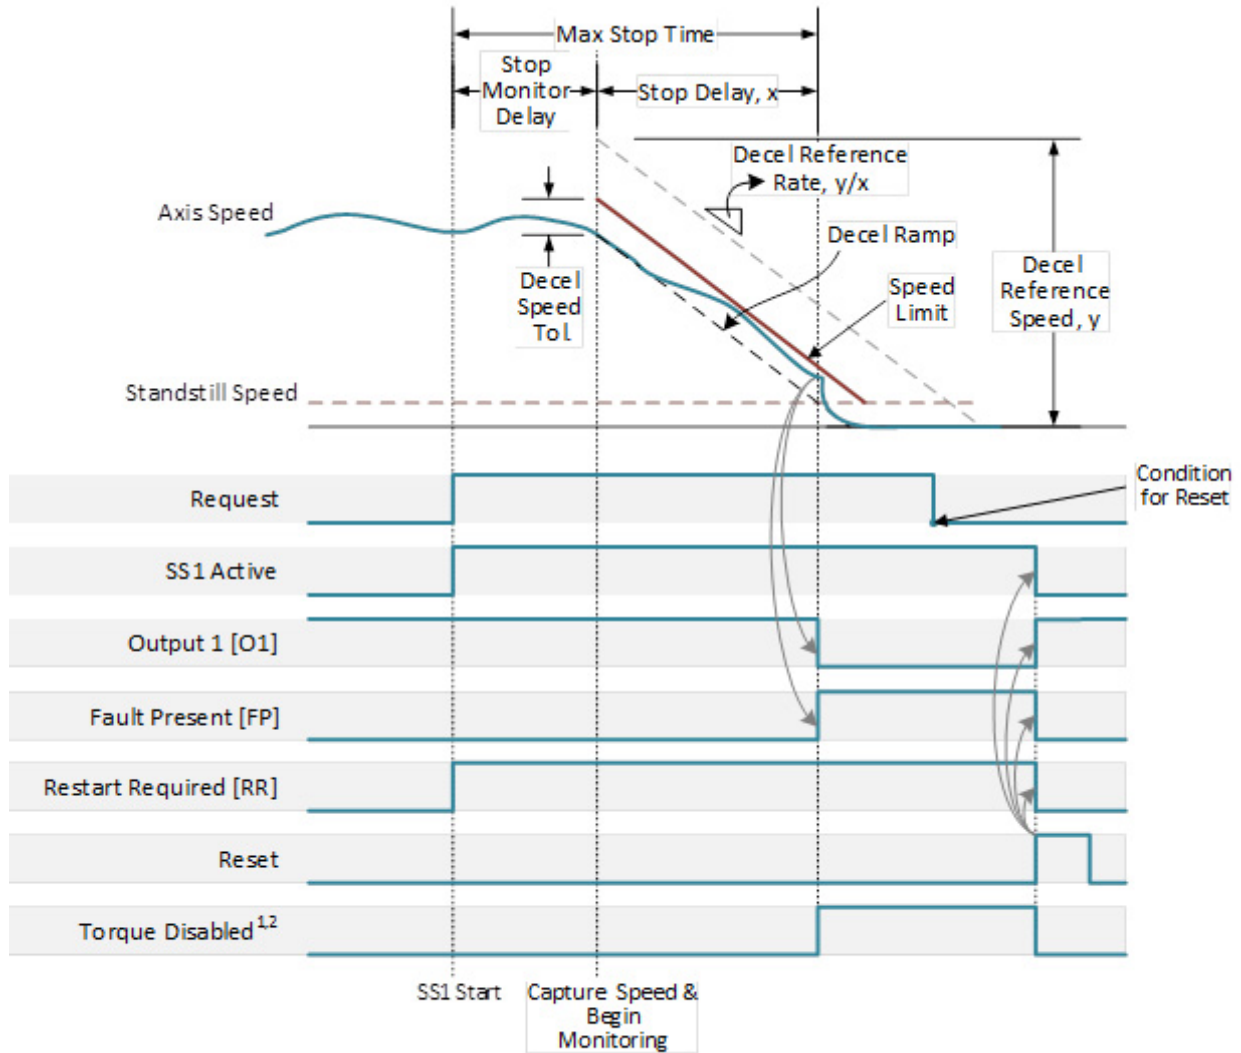 Max Stop Time
Stop
Monitor
Delay
Stop Delay, x
Decel Reference
Rate, y/x
Axis Speed
Decel Ramp
Decel
Speed
Tol.
Speed
Limit
Decel
Reference
Speed, y
Standstill Speed
Request
Condition
for Reset
SS1 Active
Output 1 [O1]
Fault Present [FP]
Restart Required [RR]
Reset
Torque Disabled1,2
SS1 Start
Capture Speed &
Begin
Monitoring